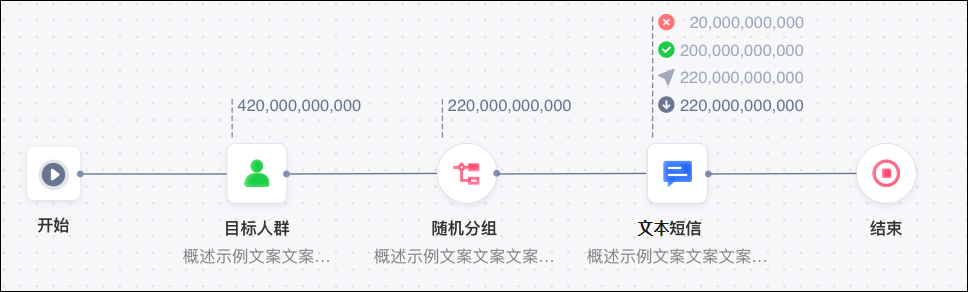 20,000,000,000
200,000,000,000
220,000,000,000
420,000,000,000
220,000,000,000
220,000,000,000
开始
目标人群
随机分组
文本短信
结束
概述示例文案文案...
概述示例文案文案文案...
概述示例文案文案文案...